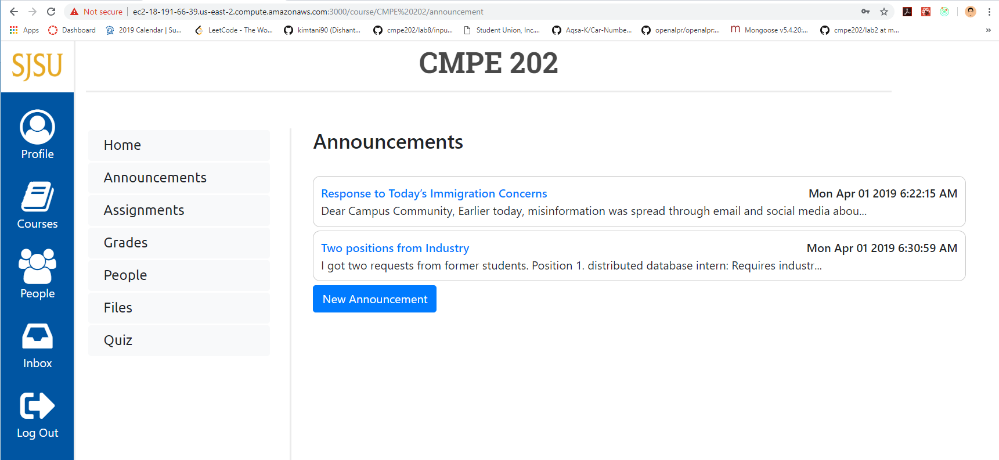 Not secure | ec2-18-191-66-39.us-east-2.compute.amazonaws.com:3000/course/CMPE%20202/announcement
Apps Dashboard 2019 Calendar | Su... LeetCode - The Wo... kimtani90 (Dishant... cmpe202/lab8/inpu... Student Union, Inc.... Aqsa-K/Car-Numbe... openalpr/openalpr:... m Mongoose v5.4.20:... cmpe202/lab2 at m... »
SJSU
CMPE 202
Profile
Courses
People
Inbox
Log Out
Home
Announcements
Assignments
Grades
People
Files
Quiz
Announcements
Response to Today’s Immigration Concerns Mon Apr 01 2019 6:22:15 AM
Dear Campus Community, Earlier today, misinformation was spread through email and social media abou...
Two positions from Industry Mon Apr 01 2019 6:30:59 AM
I got two requests from former students. Position 1. distributed database intern: Requires industr...
New Announcement